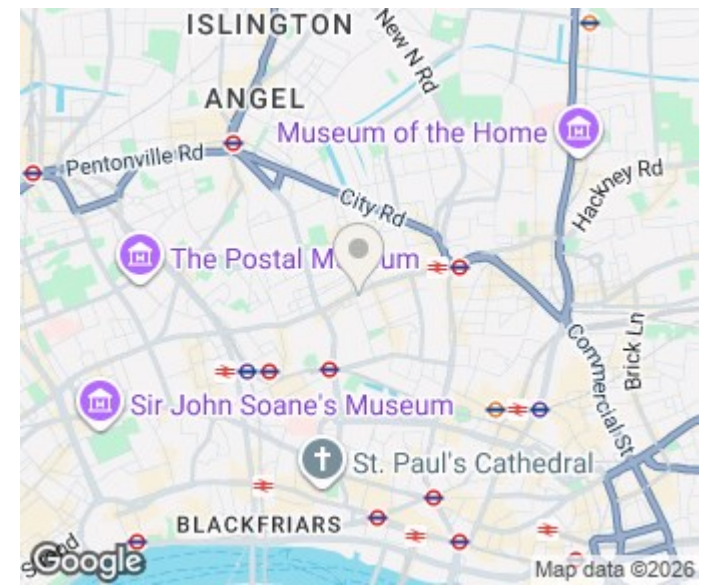 ISLINGTON
New N Rd
ANGEL
Museum of the Home
Pentonville Rd
Hackney Rd
City Rd
The Postal M um
Commercial St
Brick Ln
Sir John Soane's Museum
St. Paul's Cathedral
BLACKFRIARS
Google
Map data ©2026